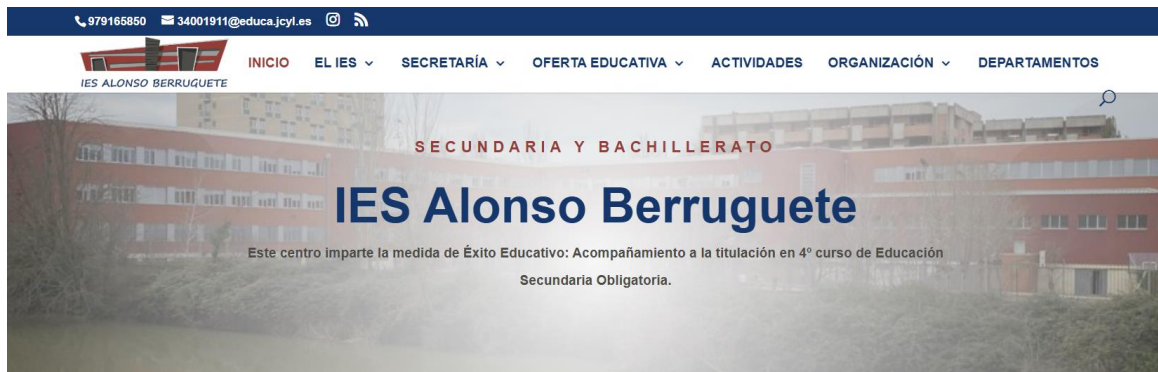 979165850 34001911@educa.jcyl.es
IES ALONSO BERRUGUETE
INICIO EL IES SECRETARÍA OFERTA EDUCATIVA ACTIVIDADES ORGANIZACIÓN DEPARTAMENTOS
SECUNDARIA Y BACHILLERATO
IES Alonso Berruguete
Este centro imparte la medida de Éxito Educativo: Acompañamiento a la titulación en 4º curso de Educación
Secundaria Obligatoria.